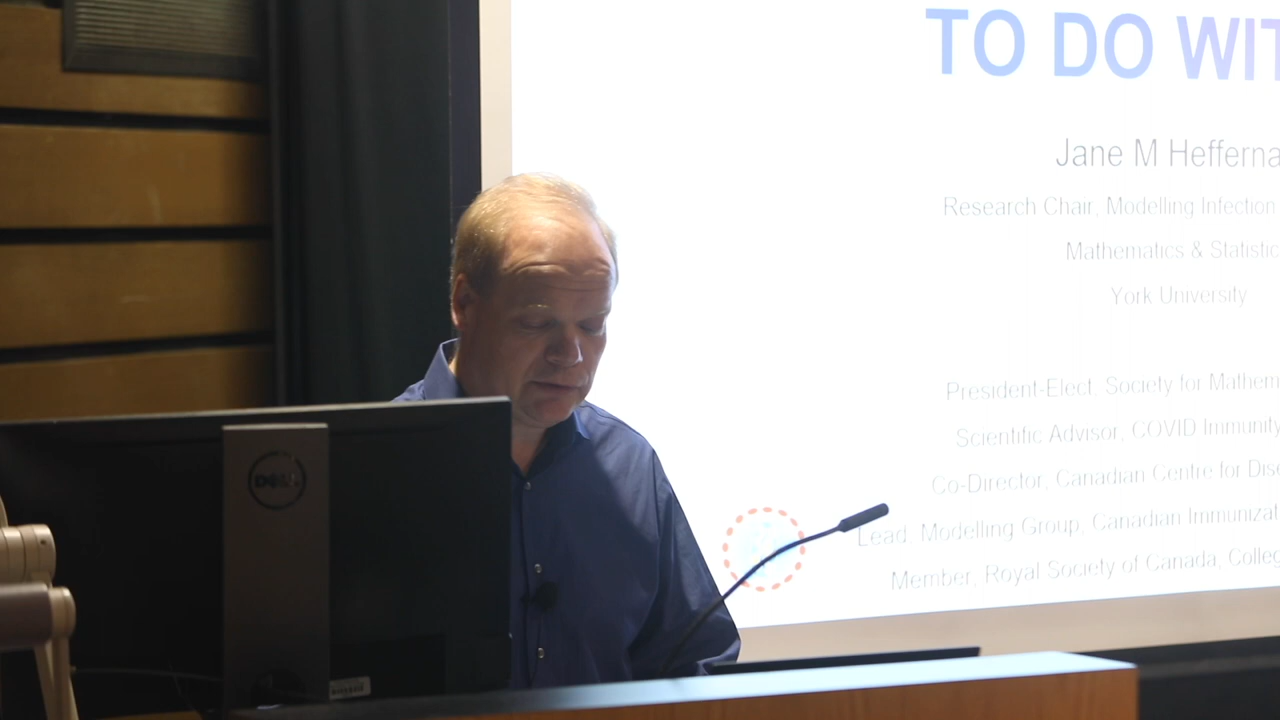 TO DO WIT
Jane M Hefferna
Research Chair, Modelling Infection
Mathematics & Statistic
York University
President-Elect, Society for Mathem
Scientific Advisor, COVID Immunity
Co-Director, Canadian Centre for Dise
Lead, Modelling Group, Canadian Immunizat
Member, Royal Society of Canada, Colleg
DELL